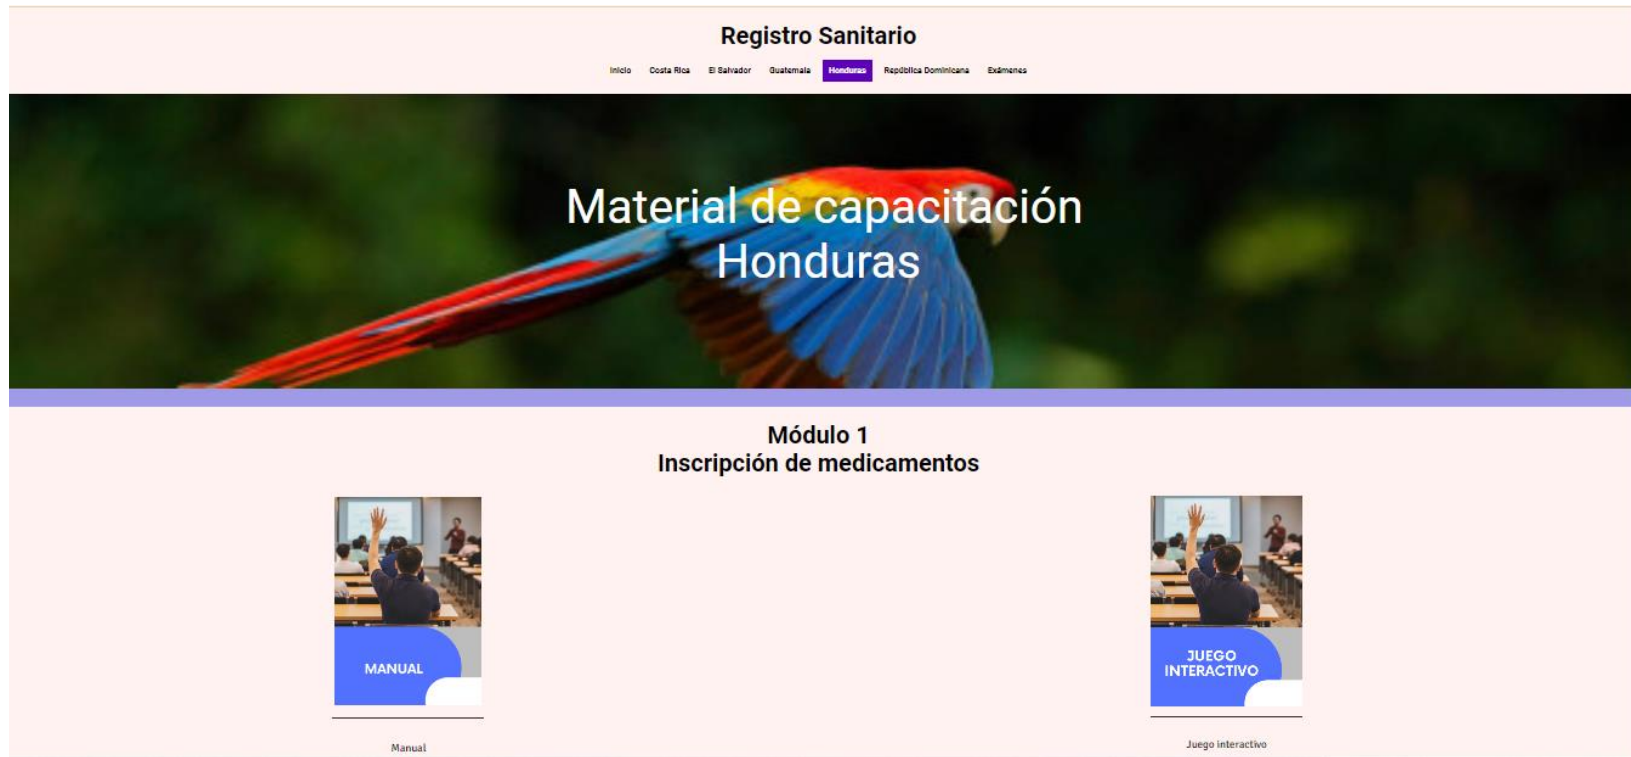 Registro Sanitario
Inicio Costa Rica El Salvador Guatemala Honduras República Dominicana Exámenes
Material de capacitación
Honduras
Módulo 1
Inscripción de medicamentos
MANUAL
Manual
JUEGO
INTERACTIVO
Juego interactivo